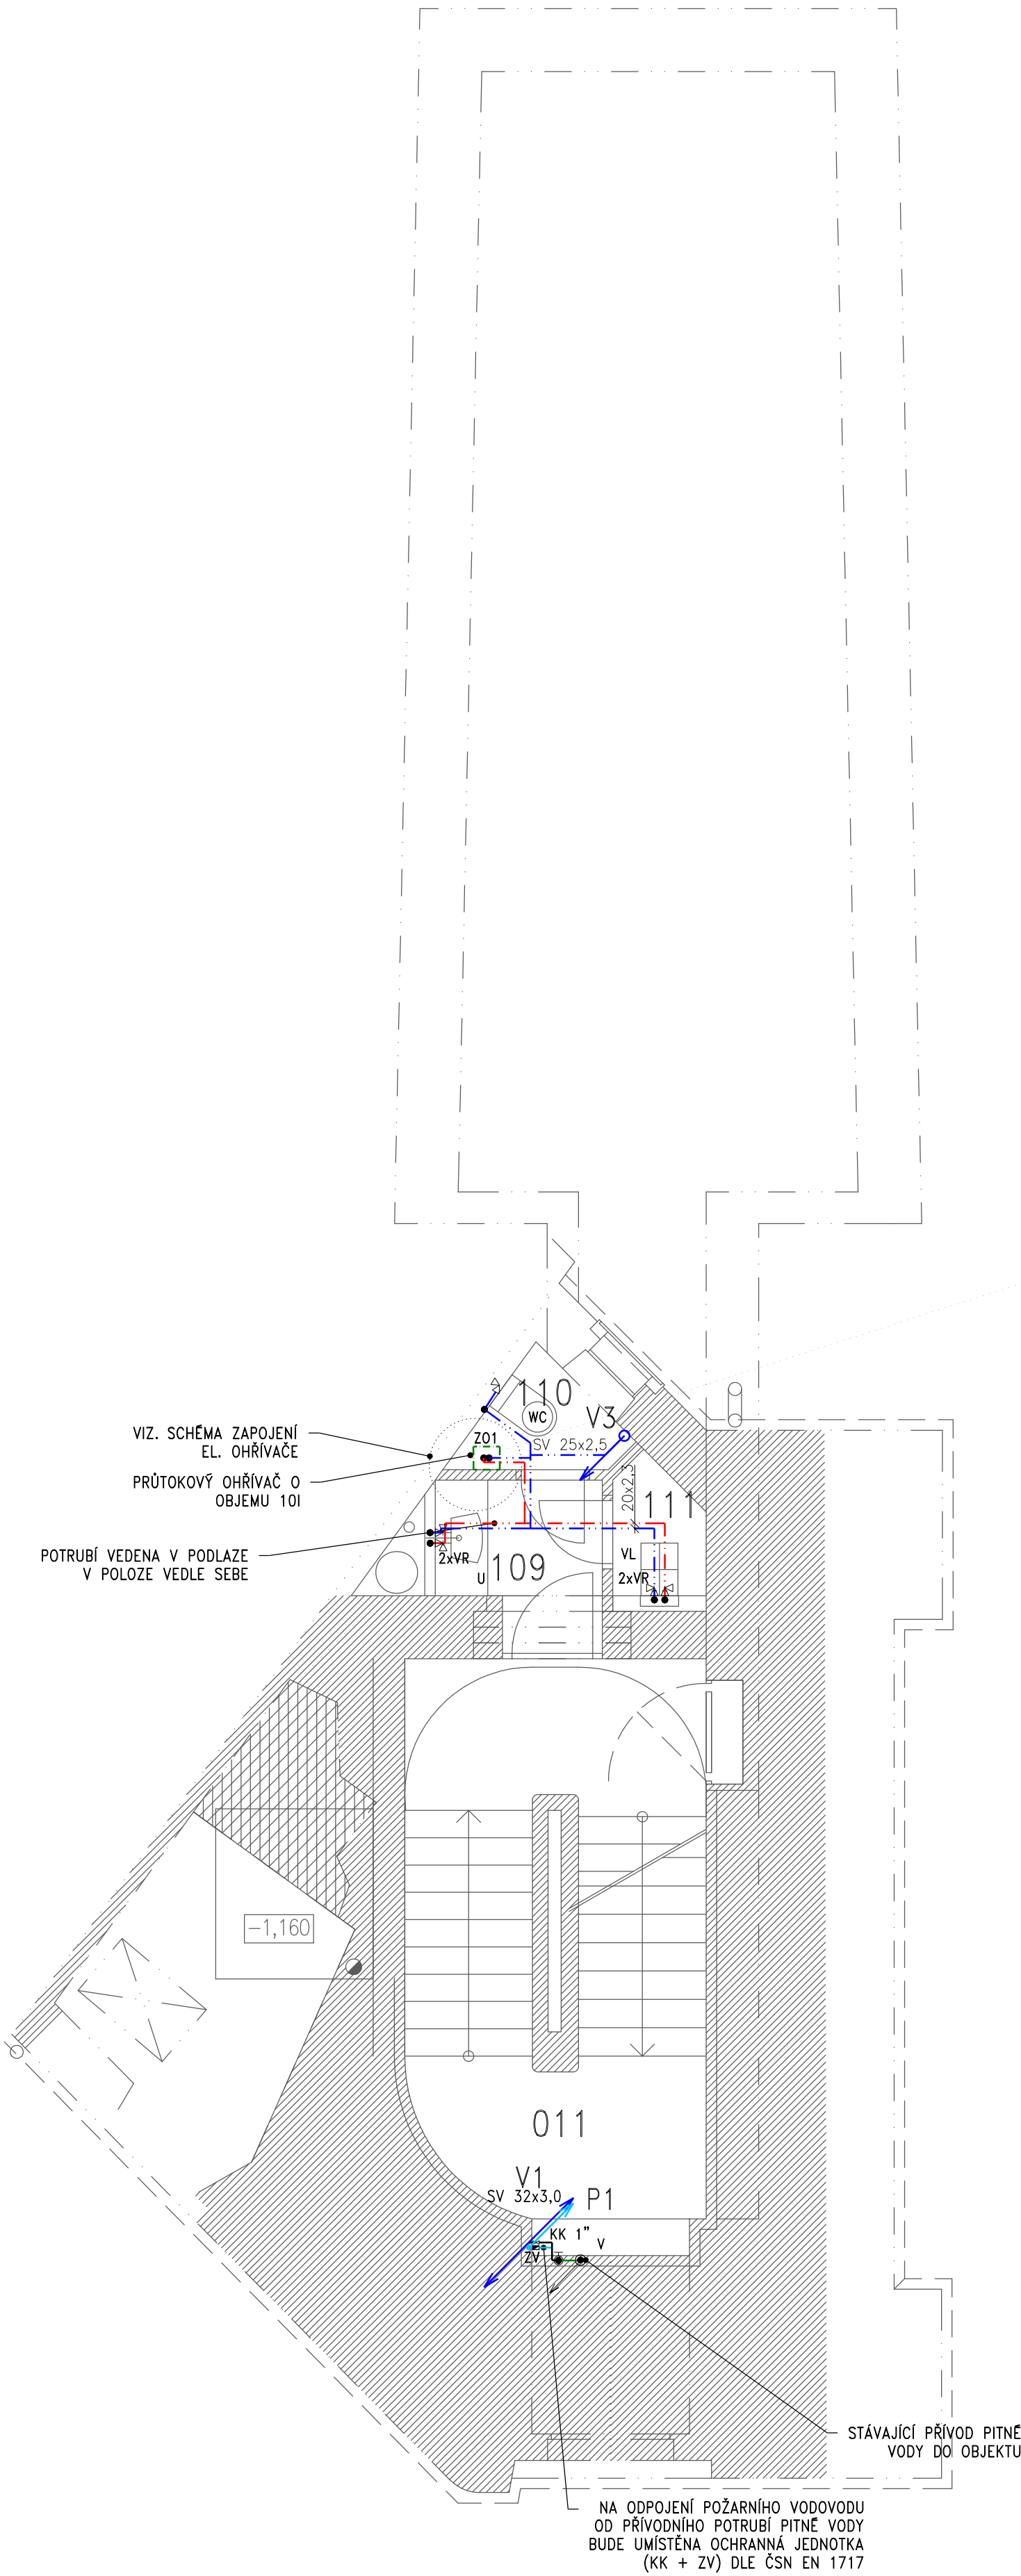 110
WC
V3
VIZ. SCHÉMA ZAPOJENÍ
EL. OHŘÍVAČE
ZO1
SV 25x2,5
PRŮTOKOVÝ OHŘÍVAČ O
OBJEMU 10l
20x2,3
111
POTRUBÍ VEDENA V PODLAZE
V POLOZE VEDLE SEBE
2xVR
U
109
VL
2xVR
-1,160
011
V1
SV 32x3,0
P1
KK 1"
V
ZV
STÁVAJÍCÍ PŘÍVOD PITNÉ
VODY DO OBJEKTU
NA ODPOJENÍ POŽARNÍHO VODOVODU
OD PŘÍVODNÍHO POTRUBÍ PITNÉ VODY
BUDE UMÍSTĚNA OCHRANNÁ JEDNOTKA
(KK + ZV) DLE ČSN EN 1717